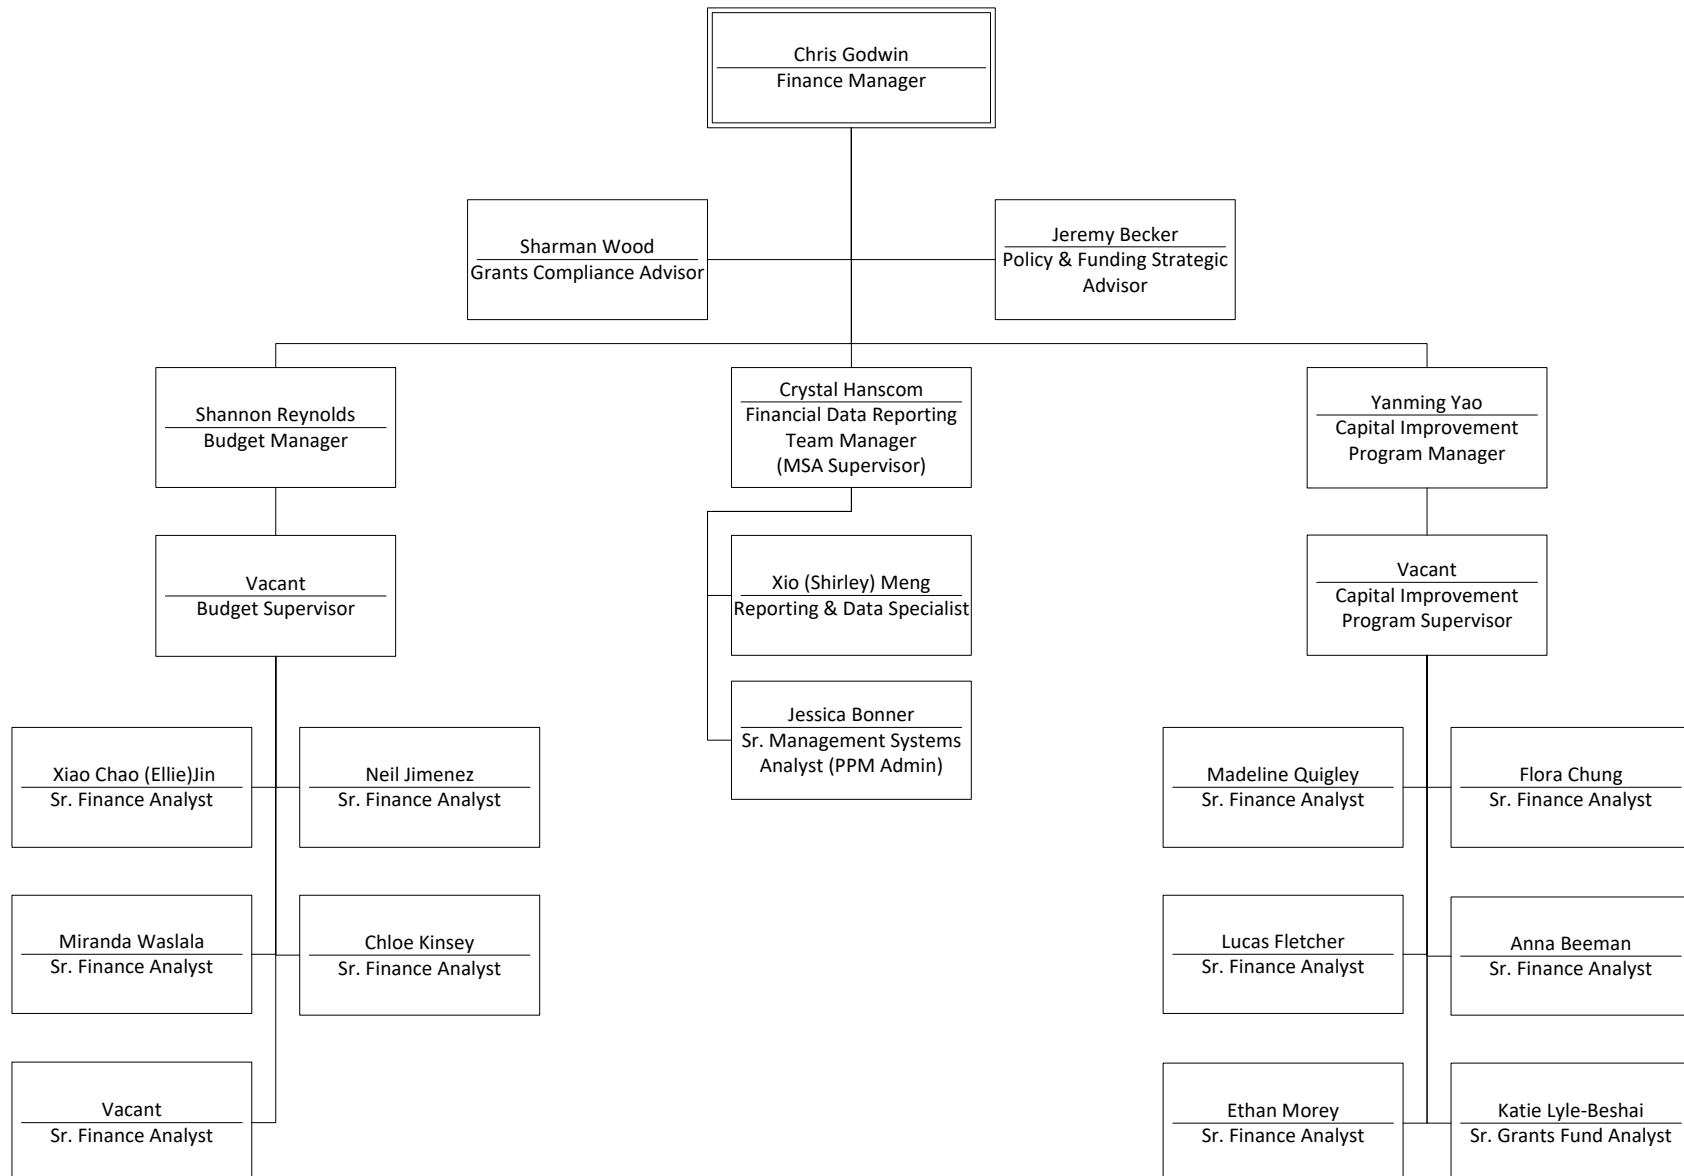 Chris Godwin
Finance Manager
Sharman Wood
Grants Compliance Advisor
Jeremy Becker
Policy & Funding Strategic
Advisor
Shannon Reynolds
Budget Manager
Crystal Hanscom
Financial Data Reporting
Team Manager
(MSA Supervisor)
Yanming Yao
Capital Improvement
Program Manager
Vacant
Budget Supervisor
Xio (Shirley) Meng
Reporting & Data Specialist
Vacant
Capital Improvement
Program Supervisor
Jessica Bonner
Sr. Management Systems
Analyst (PPM Admin)
Xiao Chao (Ellie)Jin
Sr. Finance Analyst
Neil Jimenez
Sr. Finance Analyst
Madeline Quigley
Sr. Finance Analyst
Flora Chung
Sr. Finance Analyst
Miranda Waslala
Sr. Finance Analyst
Chloe Kinsey
Sr. Finance Analyst
Lucas Fletcher
Sr. Finance Analyst
Anna Beeman
Sr. Finance Analyst
Vacant
Sr. Finance Analyst
Ethan Morey
Sr. Finance Analyst
Katie Lyle-Beshai
Sr. Grants Fund Analyst